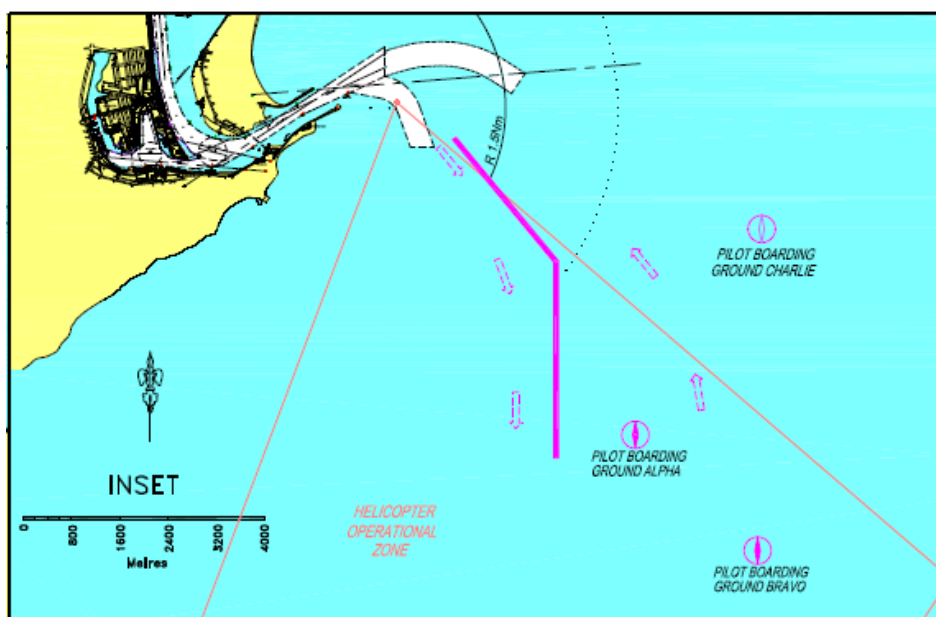 R 1.5Nm
PILOT BOARDING
GROUND CHARLIE
PILOT BOARDING
GROUND ALPHA
INSET
HELICOPTER
OPERATIONAL
ZONE
0 800 1600 2400 3200 4000
Metres
PILOT BOARDING
GROUND BRAVO